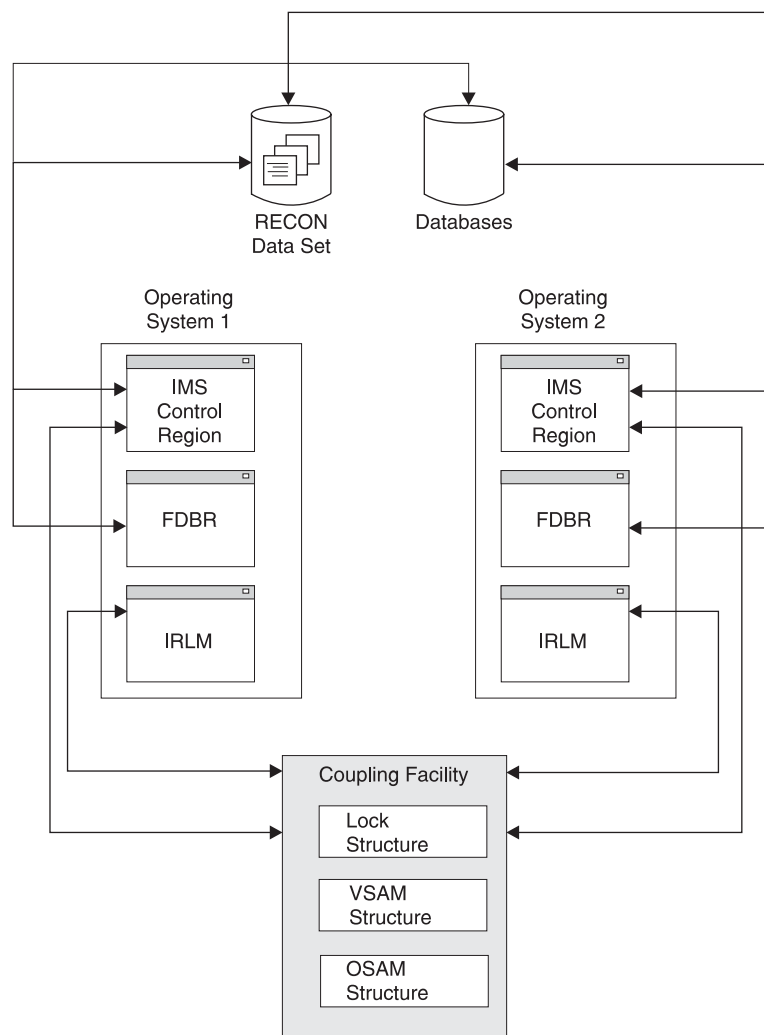 RECON
Data Set
Databases
Operating
System 1
Operating
System 2
IMS
Control
Region
FDBR
IRLM
IMS
Control
Region
FDBR
IRLM
Coupling Facility
Lock
Structure
VSAM
Structure
OSAM
Structure